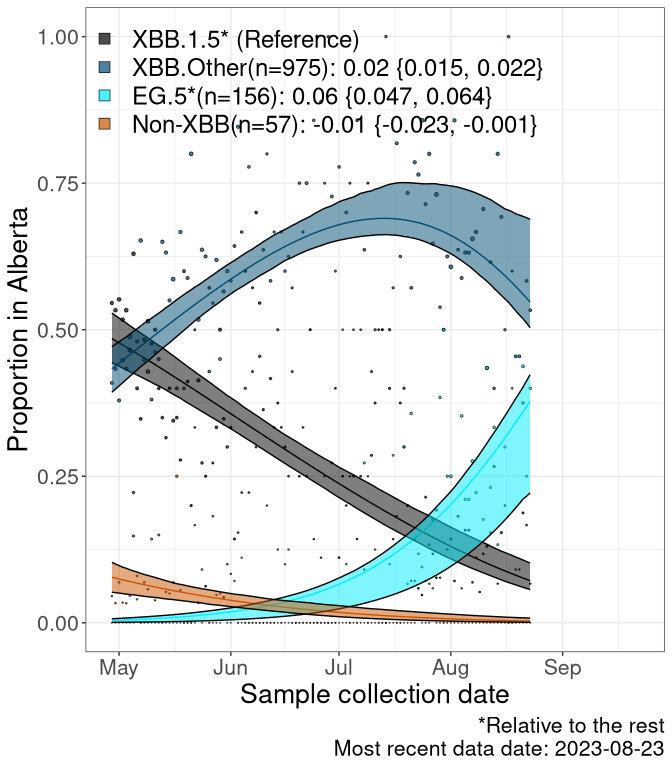 XBB.1.5* (Reference)
XBB.Other(n=975): 0.02 {0.015, 0.022}
EG.5*(n=156): 0.06 {0.047, 0.064}
Non-XBB(n=57): -0.01 {-0.023, -0.001}
1.00
0.75
0.50
0.25
0.00
Proportion in Alberta
May Jun Jul Aug Sep
Sample collection date
*Relative to the rest
Most recent data date: 2023-08-23